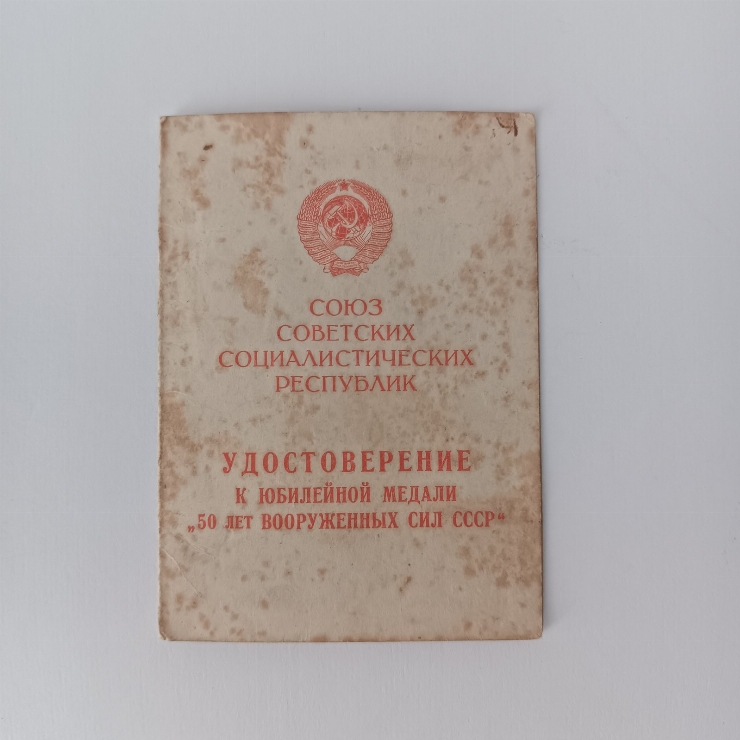 СОЮЗ
СОВЕТСКИХ
СОЦИАЛИСТИЧЕСКИХ
РЕСПУБЛИК
УДОСТОВЕРЕНИЕ
К ЮБИЛЕЙНОЙ МЕДАЛИ
„50 ЛЕТ ВООРУЖЕННЫХ СИЛ СССР“